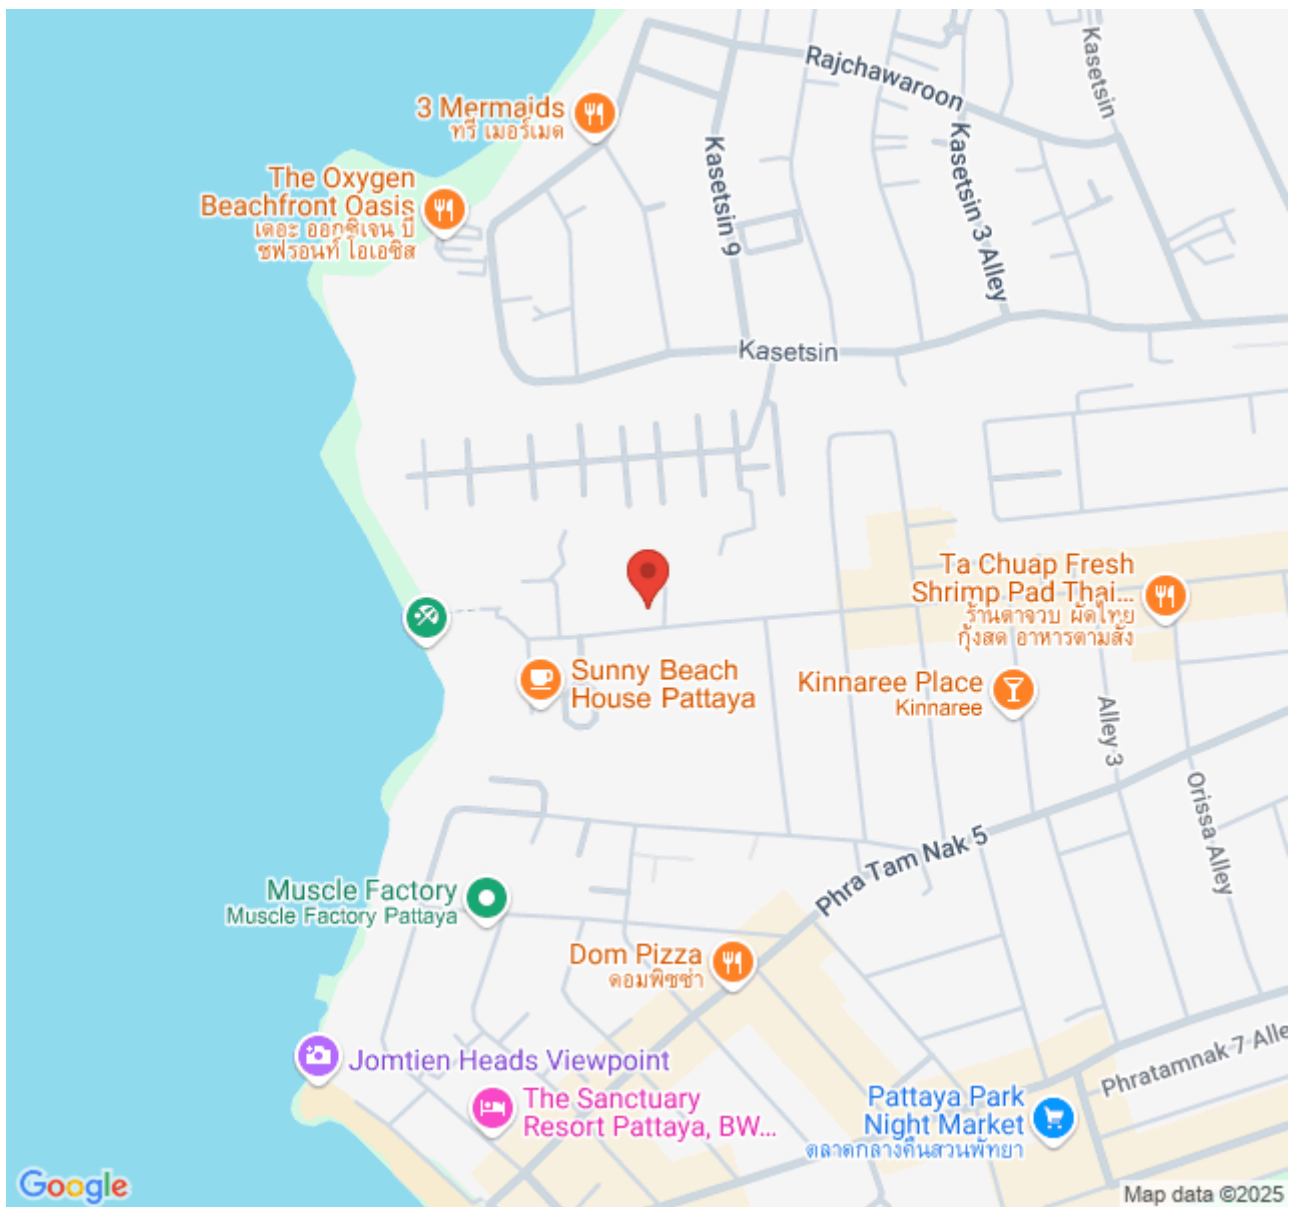 Rajchawaroon
Kasetsin
3 Mermaids
ทรี เมอร์เมด
Kasetsin 9
Kasetsin 3 Alley
The Oxygen
Beachfront Oasis
เดอะ ออกซิเจน บี
ชฟรอนท์ โอเอซิส
Kasetsin
Ta Chuap Fresh
Shrimp Pad Thai...
ร้านตาจวบ ผัดไทย
กุ้งสด อาหารตามสั่ง
Sunny Beach
House Pattaya
Kinnaree Place
Kinnaree
Alley 3
Orissa Alley
Phra Tam Nak 5
Muscle Factory
Muscle Factory Pattaya
Dom Pizza
ดอมพิซซ่า
Jomtien Heads Viewpoint
Phratamnak 7 Alle
The Sanctuary
Resort Pattaya, BW...
Pattaya Park
Night Market
ตลาดกลางคืนสวนพัทยา
Google
Map data ©2025